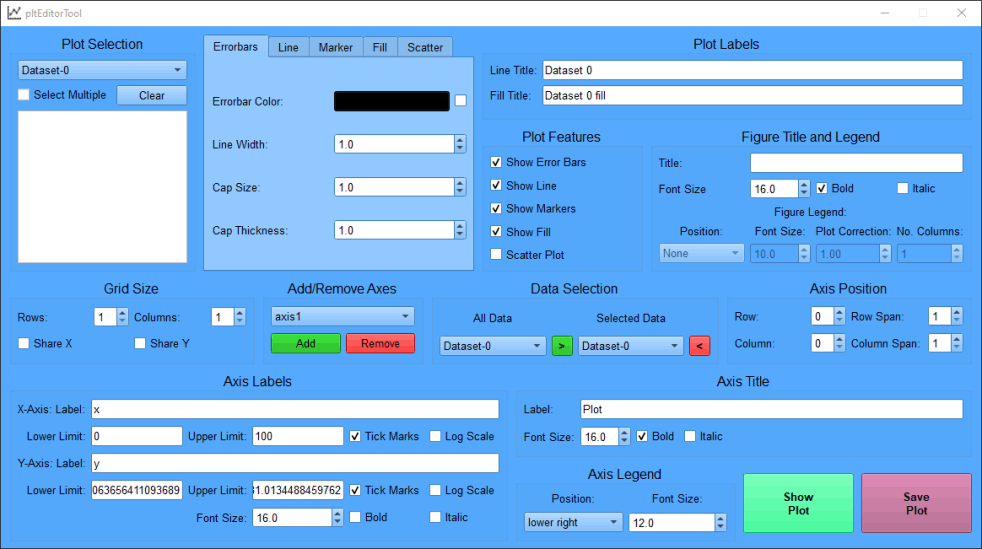 pltEditorTool
Plot Selection
Dataset-0
Select Multiple Clear
Errorbars Line Marker Fill Scatter
Errorbar Color:
Line Width: 1.0
Cap Size: 1.0
Cap Thickness: 1.0
Plot Labels
Line Title: Dataset 0
Fill Title: Dataset 0 fill
Plot Features
Show Error Bars
Show Line
Show Markers
Show Fill
Scatter Plot
Figure Title and Legend
Title:
Font Size 16.0 Bold Italic
Figure Legend:
Position: Font Size: Plot Correction: No. Columns:
None 10.0 1.00 1
Grid Size
Rows: 1 Columns: 1
Share X Share Y
Add/Remove Axes
axis1
Add Remove
Data Selection
All Data Selected Data
Dataset-0 > Dataset-0 <
Axis Position
Row: 0 Row Span: 1
Column: 0 Column Span: 1
Axis Labels
X-Axis: Label: x
Lower Limit: 0 Upper Limit: 100 Tick Marks Log Scale
Y-Axis: Label: y
Lower Limit: 063656411093689 Upper Limit: 31.0134488459762 Tick Marks Log Scale
Font Size: 16.0 Bold Italic
Axis Title
Label: Plot
Font Size: 16.0 Bold Italic
Axis Legend
Position: Font Size:
lower right 12.0
Show
Plot
Save
Plot